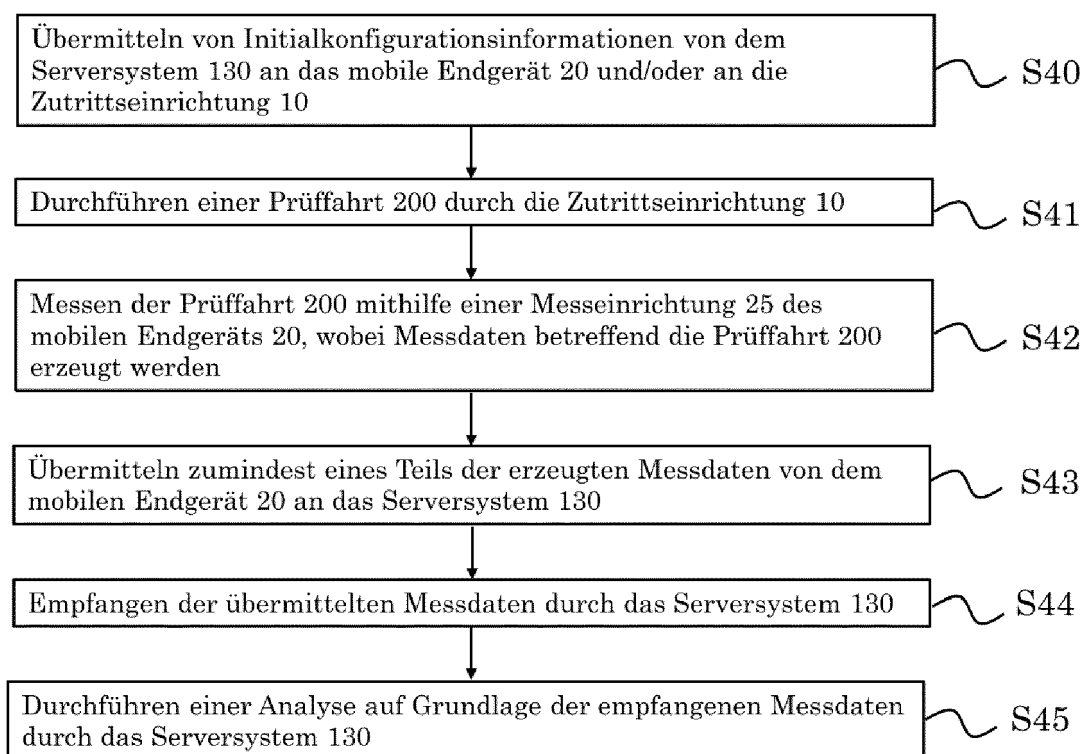 Übermitteln von Initialkonfigurationsinformationen von dem
Serversystem 130 an das mobile Endgerät 20 und/oder an die
Zutrittseinrichtung 10
S40
Durchführen einer Prüffahrt 200 durch die Zutrittseinrichtung 10
S41
Messen der Prüffahrt 200 mithilfe einer Messeinrichtung 25 des
mobilen Endgeräts 20, wobei Messdaten betreffend die Prüffahrt 200
erzeugt werden
S42
Übermitteln zumindest eines Teils der erzeugten Messdaten von dem
mobilen Endgerät 20 an das Serversystem 130
S43
Empfangen der übermittelten Messdaten durch das Serversystem 130
S44
Durchführen einer Analyse auf Grundlage der empfangenen Messdaten
durch das Serversystem 130
S45